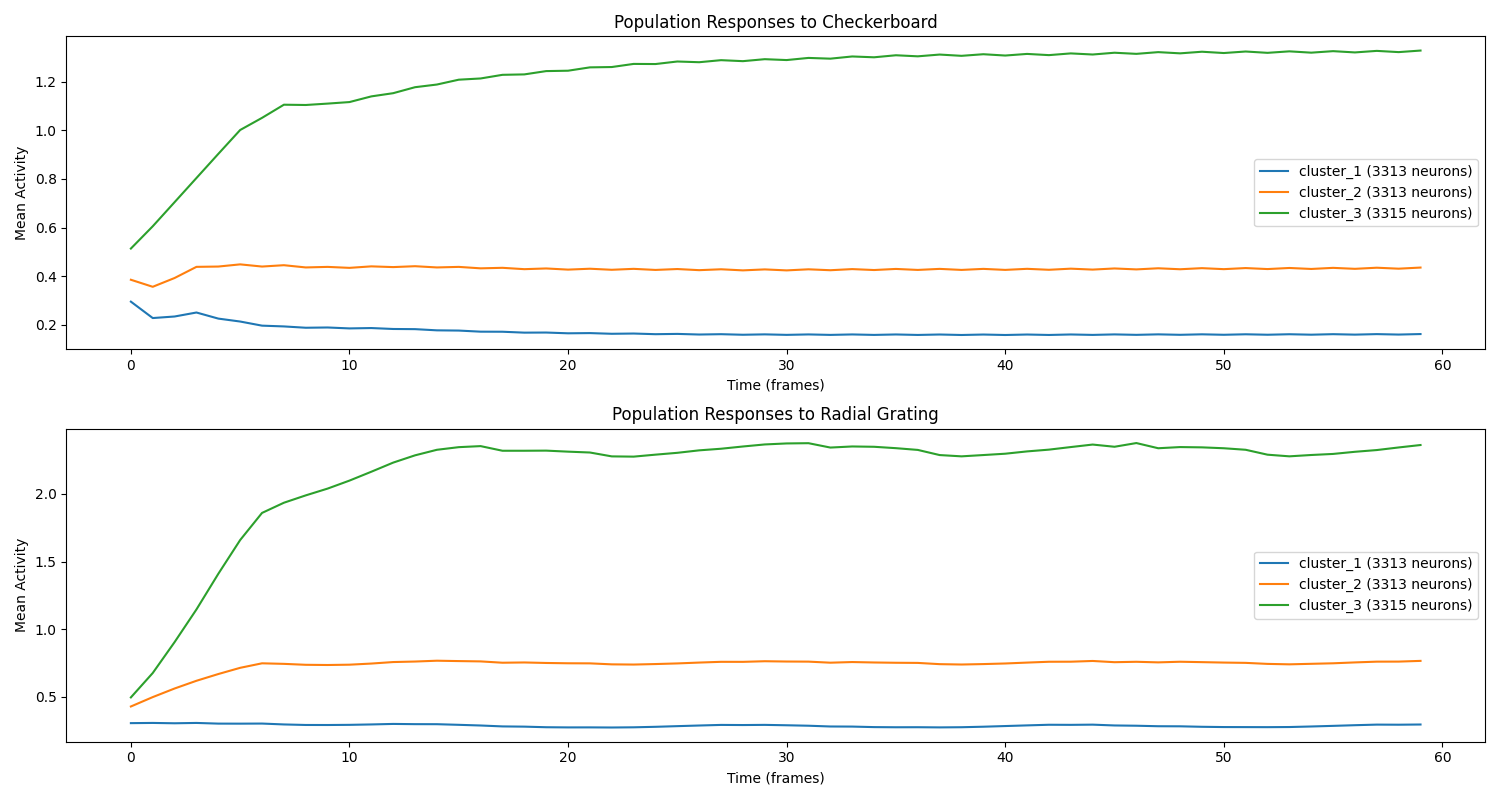 Population Responses to Checkerboard
Mean Activity
1.2
1.0
0.8
0.6
0.4
0.2
cluster_1 (3313 neurons)
cluster_2 (3313 neurons)
cluster_3 (3315 neurons)
0 10 20 30 40 50 60
Time (frames)
Population Responses to Radial Grating
Mean Activity
2.0
1.5
1.0
0.5
cluster_1 (3313 neurons)
cluster_2 (3313 neurons)
cluster_3 (3315 neurons)
0 10 20 30 40 50 60
Time (frames)